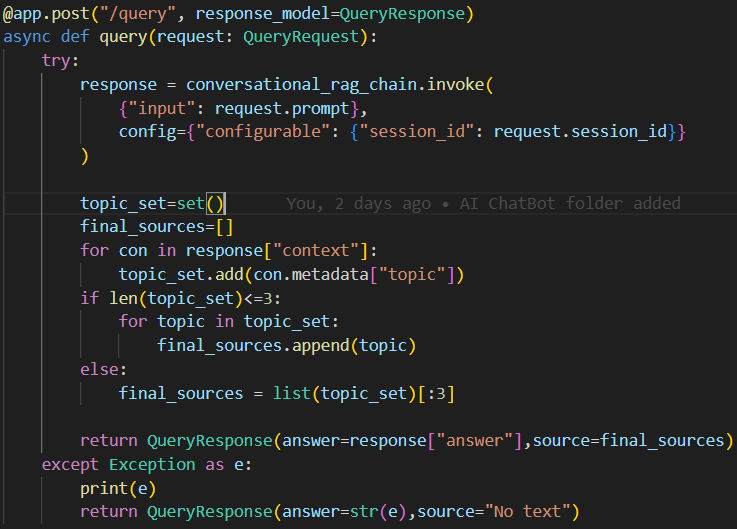 @app.post("/query", response_model=QueryResponse)
async def query(request: QueryRequest):
    try:
        response = conversational_rag_chain.invoke(
            {"input": request.prompt},
            config={"configurable": {"session_id": request.session_id}}
        )

        topic_set=set()    You, 2 days ago • AI ChatBot folder added
        final_sources=[]
        for con in response["context"]:
            topic_set.add(con.metadata["topic"])
        if len(topic_set)<=3:
            for topic in topic_set:
                final_sources.append(topic)
        else:
            final_sources = list(topic_set)[:3]

        return QueryResponse(answer=response["answer"],source=final_sources)
    except Exception as e:
        print(e)
        return QueryResponse(answer=str(e),source="No text")